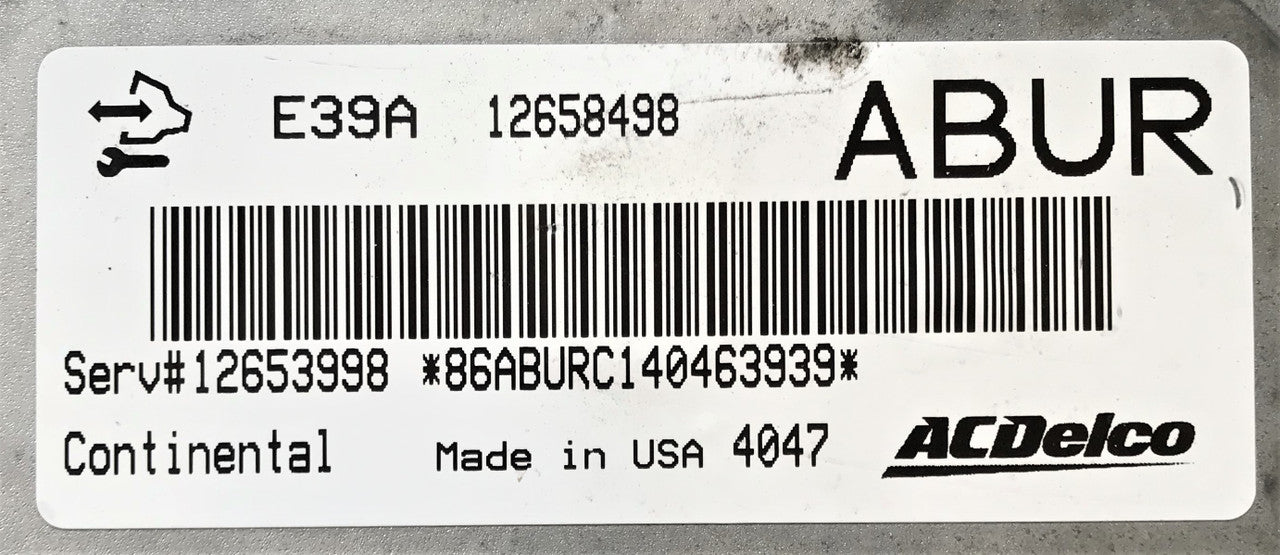 E39A 12658498 ABUR
Serv#12653998 *86ABURC140463939*
Continental Made in USA 4047 ACDelco